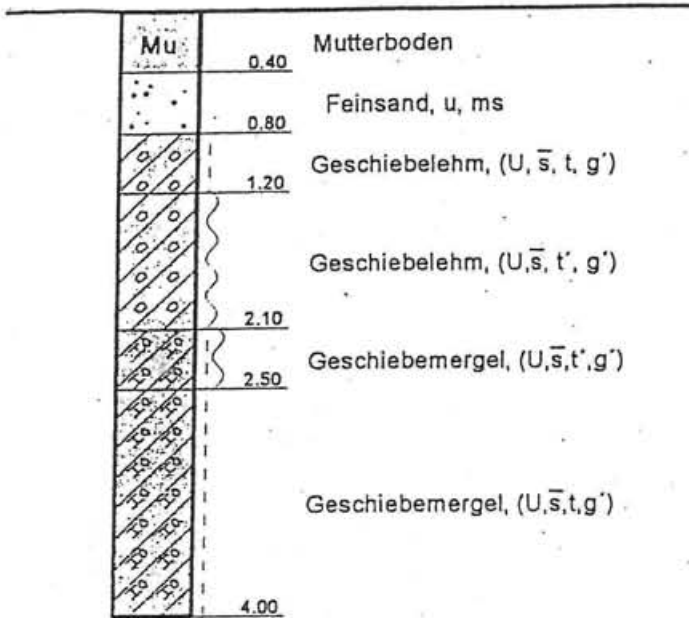 Mu
Mutterboden
0.40
Feinsand, u, ms
0.80
Geschiebelehm, (U, s̅, t, g')
1.20
Geschiebelehm, (U,s̅, t', g')
2.10
Geschiebemergel, (U,s̅,t',g')
2.50
Geschiebemergel, (U,s̅,t,g')
4.00